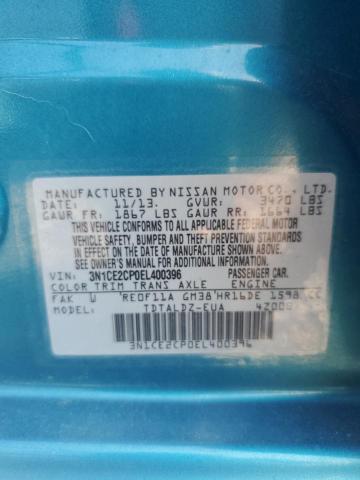 MANUFACTURED BY NISSAN MOTOR CO., LTD.
DATE: 11/13. GVWR: 3470 LBS
GAWR FR: 1867 LBS GAWR RR: 1664 LBS
THIS VEHICLE CONFORMS TO ALL APPLICABLE
FEDERAL MOTOR VEHICLE
SAFETY, BUMPER AND THEFT
PREVENTION STANDARDS IN EFFECT ON THE
DATE OF MANUFACTURE SHOWN ABOVE.
SEE OWNER'S MANUAL FOR
ADDITIONAL INFORMATION.
VIN: 3N1CE2CP0EL400396 PASSENGER CAR.
COLOR TRIM TRANS AXLE ENGINE
FAK W RE0F11A GM38 HR16DE 1598 CC
TDTALDZ-EUA
3N1CE2CP0EL400396